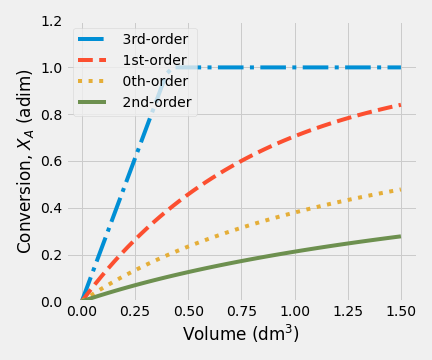 1.2
1.0
0.8
0.6
0.4
0.2
0.0
Conversion, X_A (adim)
3rd-order
1st-order
0th-order
2nd-order
0.00 0.25 0.50 0.75 1.00 1.25 1.50
Volume (dm³)